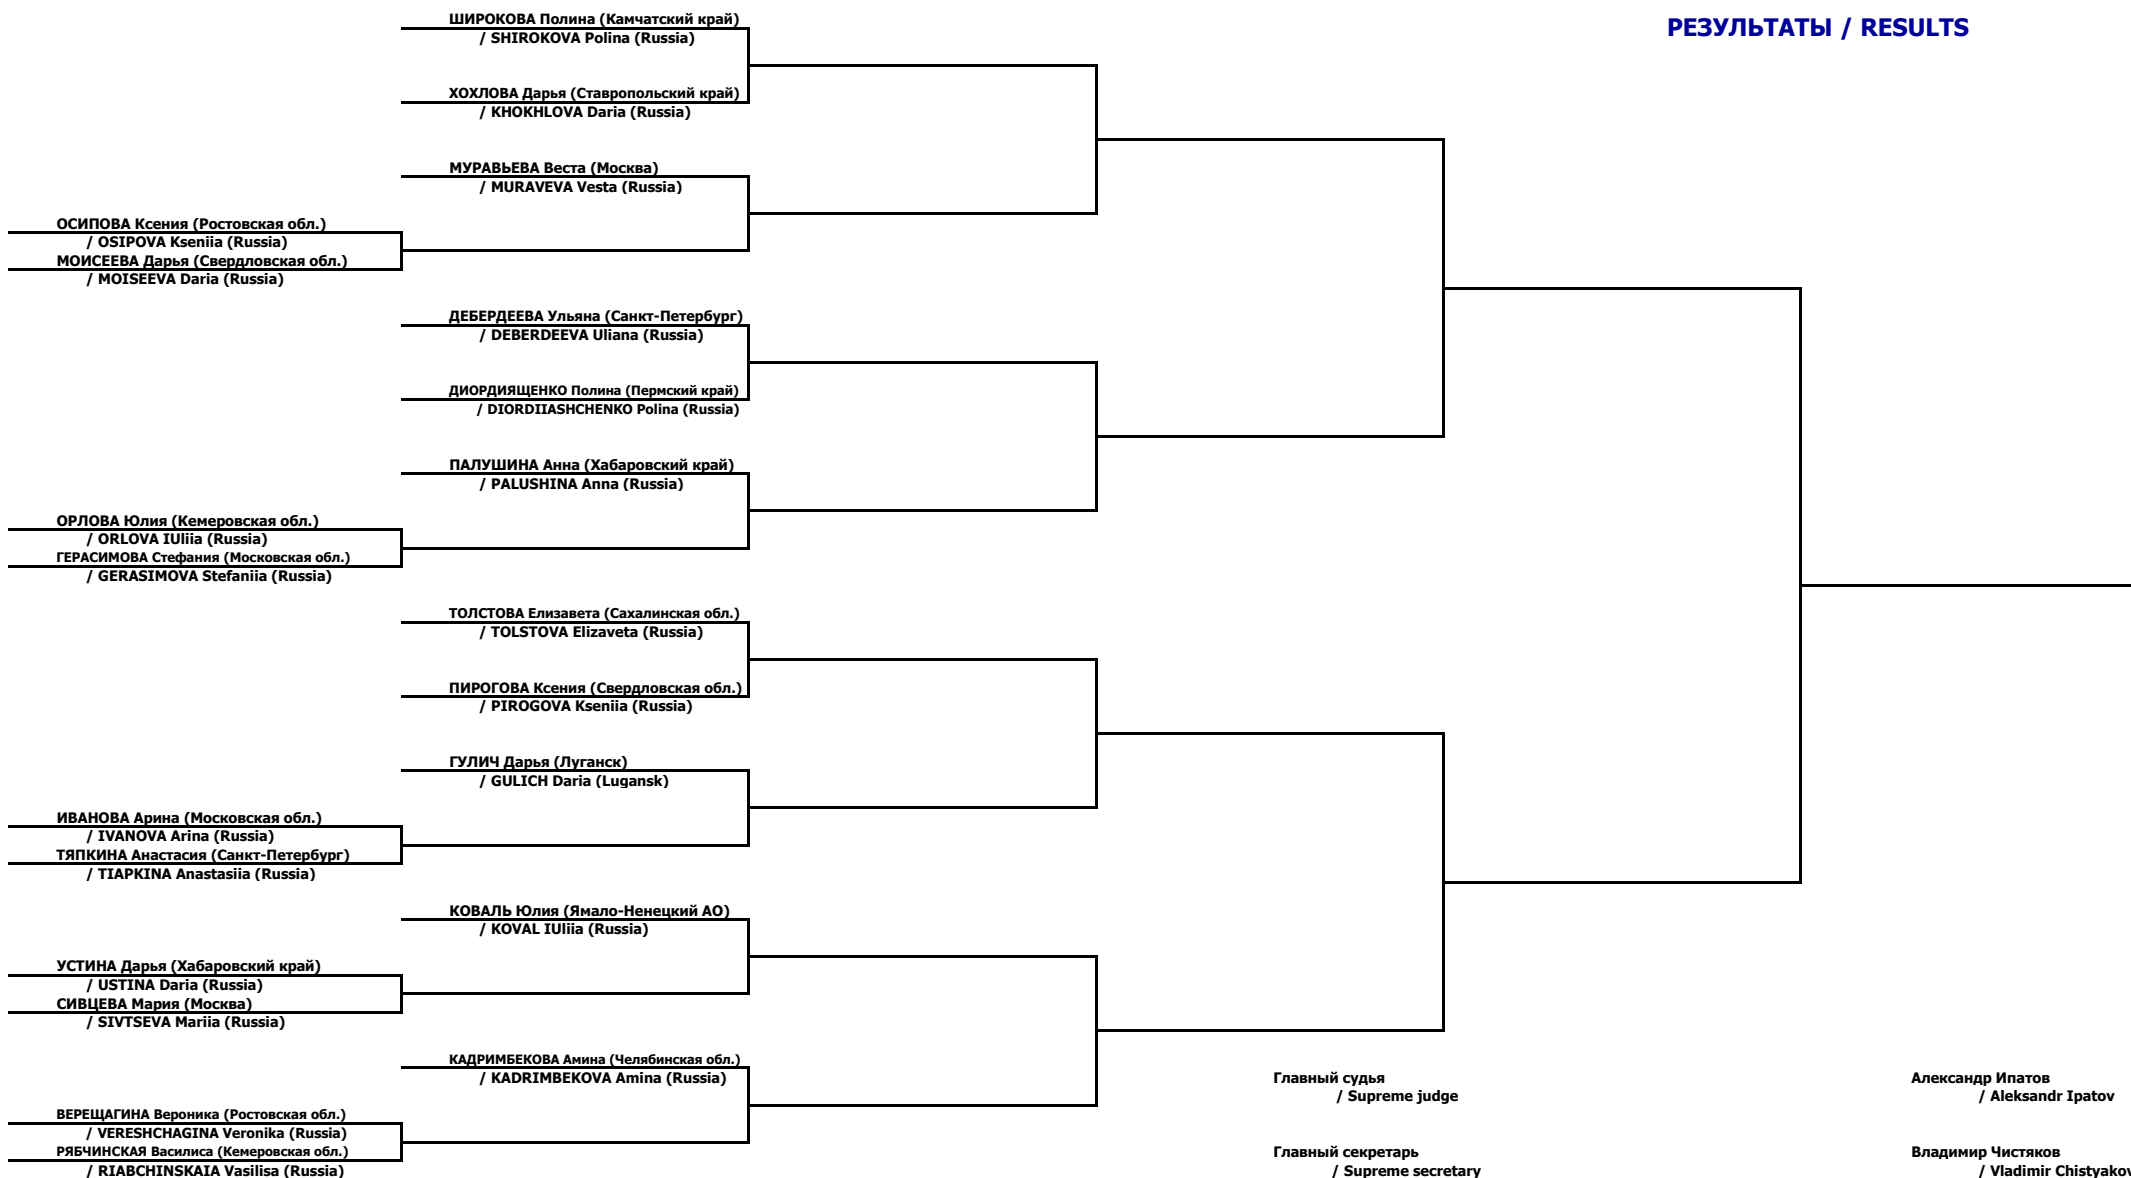 ШИРОКОВА Полина (Камчатский край)
/ SHIROKOVA Polina (Russia)
РЕЗУЛЬТАТЫ / RESULTS
ХОХЛОВА Дарья (Ставропольский край)
/ KHOKHLOVA Daria (Russia)
МУРАВЬЕВА Веста (Москва)
/ MURAVEVA Vesta (Russia)
ОСИПОВА Ксения (Ростовская обл.)
/ OSIPOVA Kseniia (Russia)
МОИСЕЕВА Дарья (Свердловская обл.)
/ MOISEEVA Daria (Russia)
ДЕБЕРДЕЕВА Ульяна (Санкт-Петербург)
/ DEBERDEEVA Uliana (Russia)
ДИОРДИЯЩЕНКО Полина (Пермский край)
/ DIORDIIASHCHENKO Polina (Russia)
ПАЛУШИНА Анна (Хабаровский край)
/ PALUSHINA Anna (Russia)
ОРЛОВА Юлия (Кемеровская обл.)
/ ORLOVA IUliia (Russia)
ГЕРАСИМОВА Стефания (Московская обл.)
/ GERASIMOVA Stefaniia (Russia)
ТОЛСТОВА Елизавета (Сахалинская обл.)
/ TOLSTOVA Elizaveta (Russia)
ПИРОГОВА Ксения (Свердловская обл.)
/ PIROGOVA Kseniia (Russia)
ГУЛИЧ Дарья (Луганск)
/ GULICH Daria (Lugansk)
ИВАНОВА Арина (Московская обл.)
/ IVANOVA Arina (Russia)
ТЯПКИНА Анастасия (Санкт-Петербург)
/ TIAPKINA Anastasiia (Russia)
КОВАЛЬ Юлия (Ямало-Ненецкий АО)
/ KOVAL IUliia (Russia)
УСТИНА Дарья (Хабаровский край)
/ USTINA Daria (Russia)
СИВЦЕВА Мария (Москва)
/ SIVTSEVA Mariia (Russia)
КАДРИМБЕКОВА Амина (Челябинская обл.)
/ KADRIMBEKOVA Amina (Russia)
Главный судья
/ Supreme judge
Александр Ипатов
/ Aleksandr Ipatov
ВЕРЕЩАГИНА Вероника (Ростовская обл.)
/ VERESHCHAGINA Veronika (Russia)
РЯБЧИНСКАЯ Василиса (Кемеровская обл.)
/ RIABCHINSKAIA Vasilisa (Russia)
Главный секретарь
/ Supreme secretary
Владимир Чистяков
/ Vladimir Chistyakov